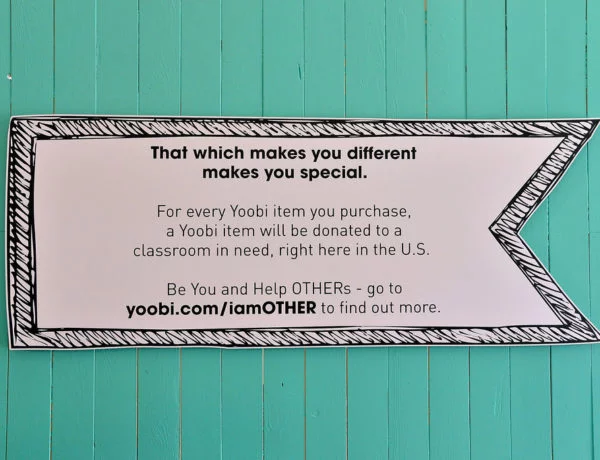 That which makes you different
makes you special.
For every Yoobi item you purchase,
a Yoobi item will be donated to a
classroom in need, right here in the U.S.
Be You and Help OTHERs - go to
yoobi.com/iamOTHER to find out more.